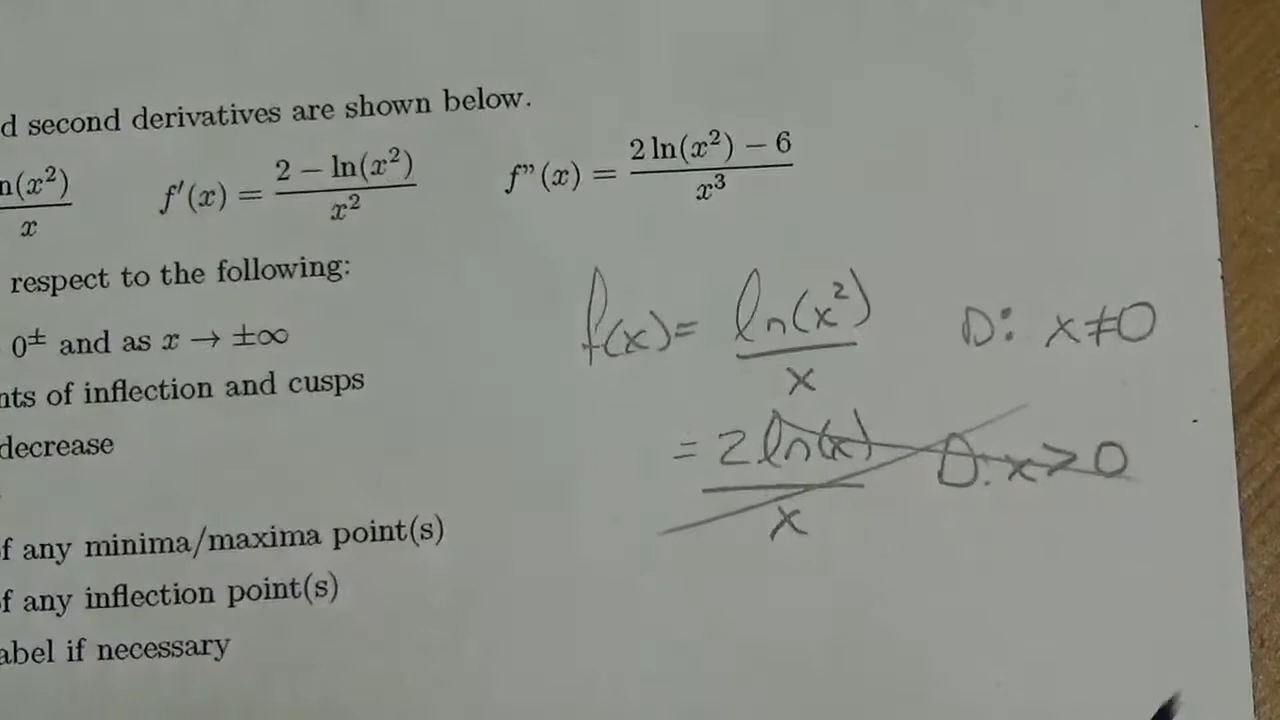 d second derivatives are shown below.
n(x²)/x f'(x) = (2 − ln(x²))/x² f”(x) = (2 ln(x²) − 6)/x³
respect to the following:
0± and as x → ±∞
nts of inflection and cusps
decrease
f any minima/maxima point(s)
f any inflection point(s)
abel if necessary
f(x) = ln(x²)/x D: x≠0
= 2 ln(x)/x D: x>0